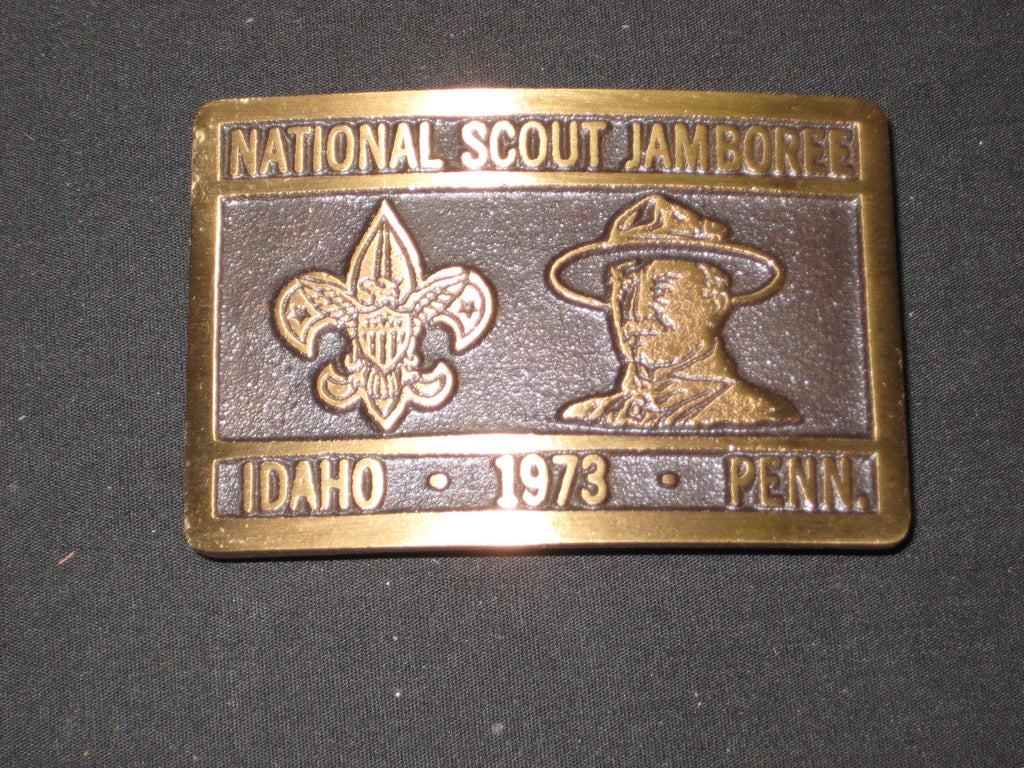 NATIONAL SCOUT JAMBOREE
IDAHO • 1973 • PENN.